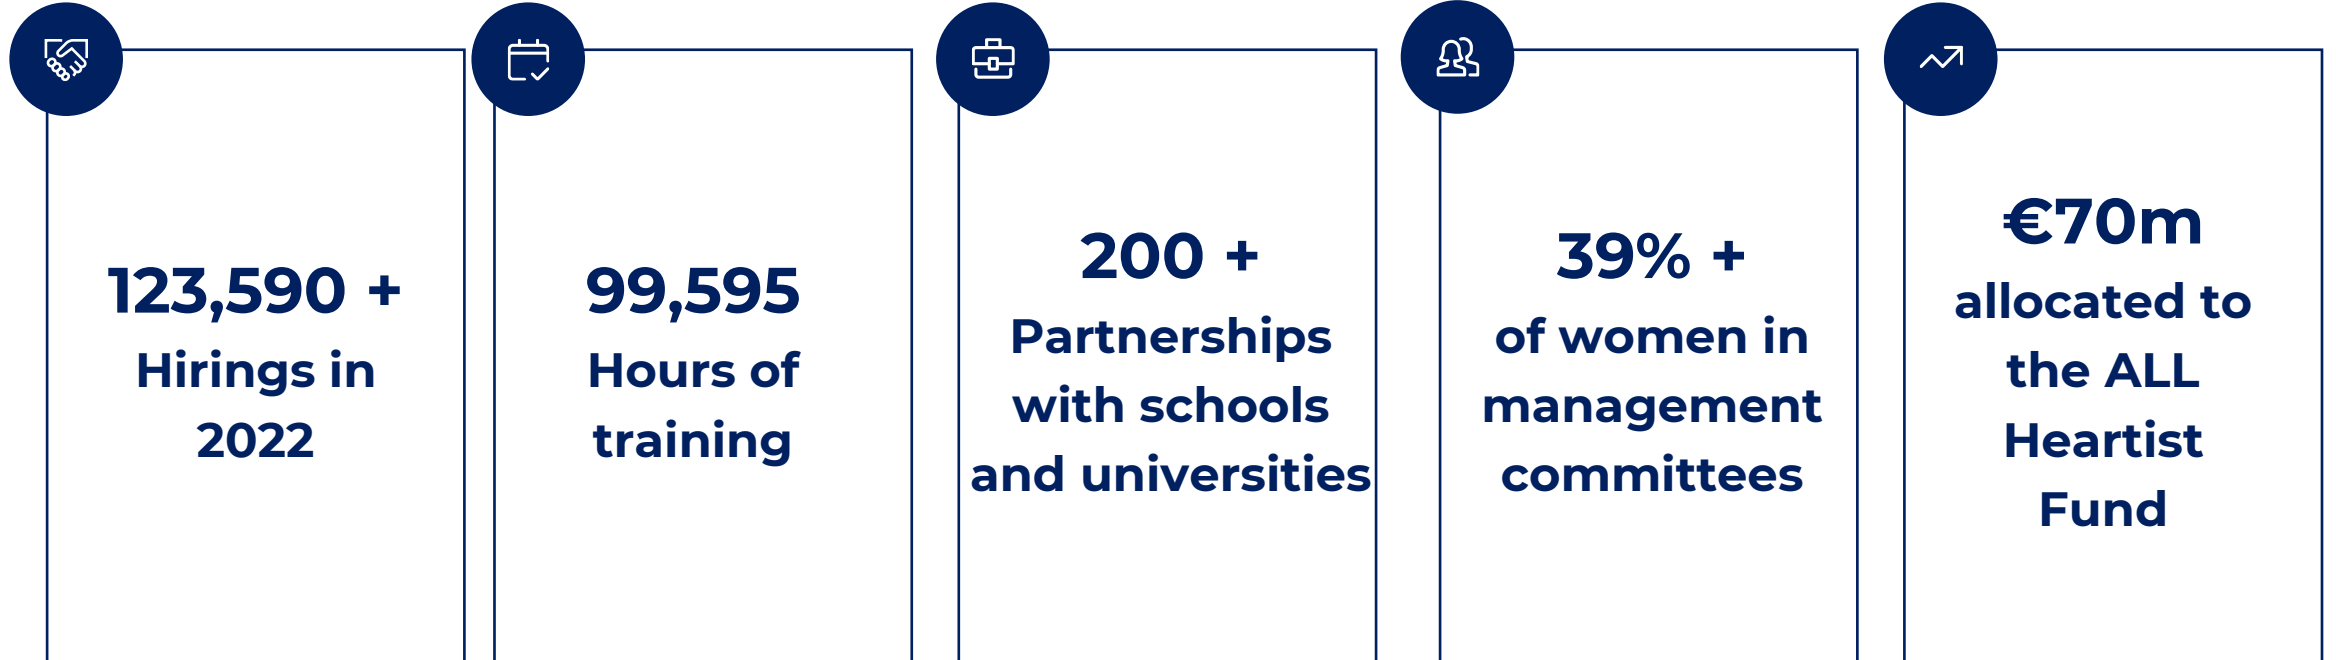 123,590 +
Hirings in
2022
99,595
Hours of
training
200 +
Partnerships
with schools
and universities
39% +
of women in
management
committees
€70m
allocated to
the ALL
Heartist
Fund